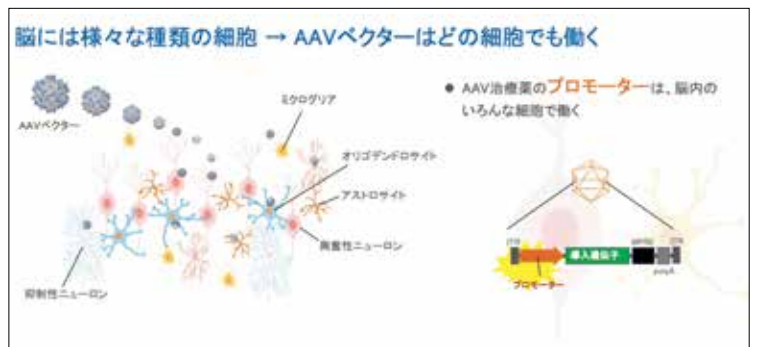 脳には様々な種類の細胞 → AAVベクターはどの細胞でも働く
AAVベクター
ミクログリア
オリゴデンドロサイト
アストロサイト
興奮性ニューロン
抑制性ニューロン
● AAV治療薬のプロモーターは、脳内の
いろんな細胞で働く
ITR
導入遺伝子
WPRE
ITR
polyA
プロモーター